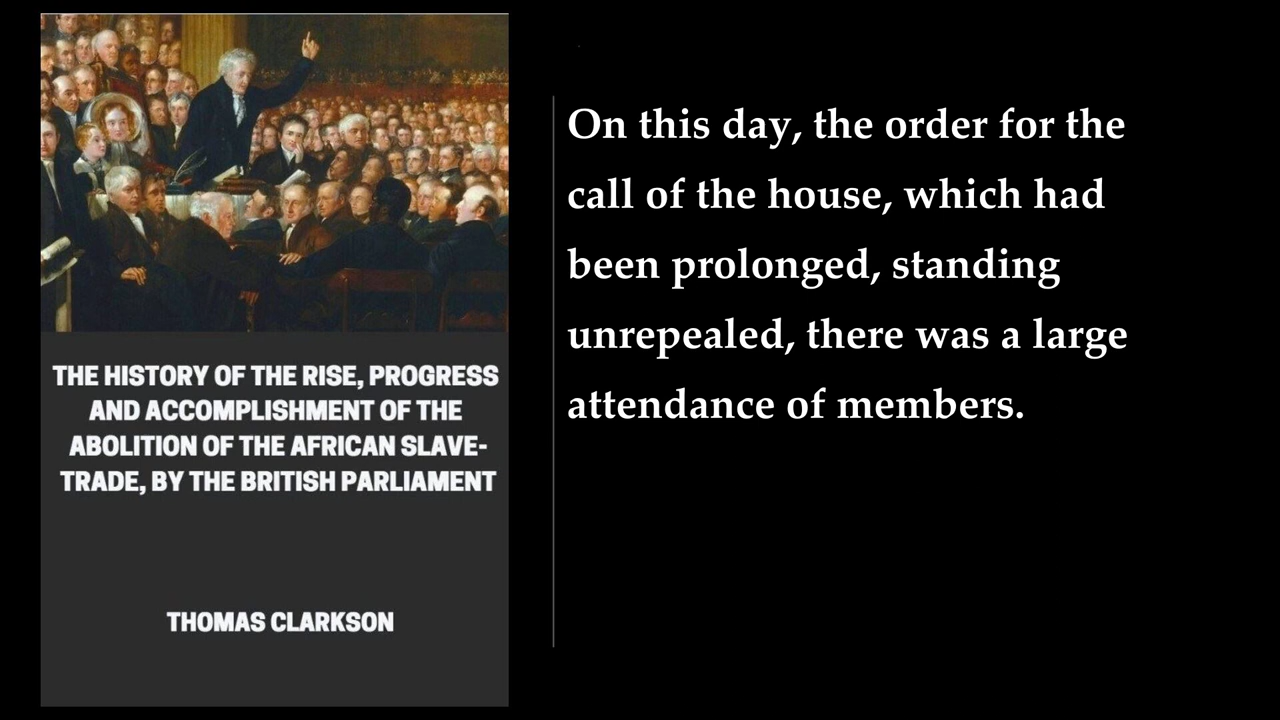 THE HISTORY OF THE RISE, PROGRESS
AND ACCOMPLISHMENT OF THE
ABOLITION OF THE AFRICAN SLAVE-
TRADE, BY THE BRITISH PARLIAMENT
THOMAS CLARKSON
On this day, the order for the
call of the house, which had
been prolonged, standing
unrepealed, there was a large
attendance of members.